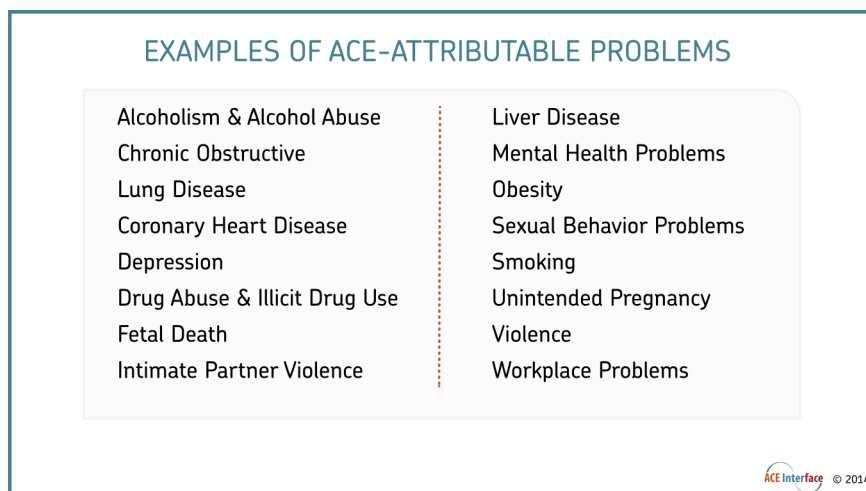 EXAMPLES OF ACE-ATTRIBUTABLE PROBLEMS
Alcoholism & Alcohol Abuse
Chronic Obstructive
Lung Disease
Coronary Heart Disease
Depression
Drug Abuse & Illicit Drug Use
Fetal Death
Intimate Partner Violence
Liver Disease
Mental Health Problems
Obesity
Sexual Behavior Problems
Smoking
Unintended Pregnancy
Violence
Workplace Problems
ACE Interface ©